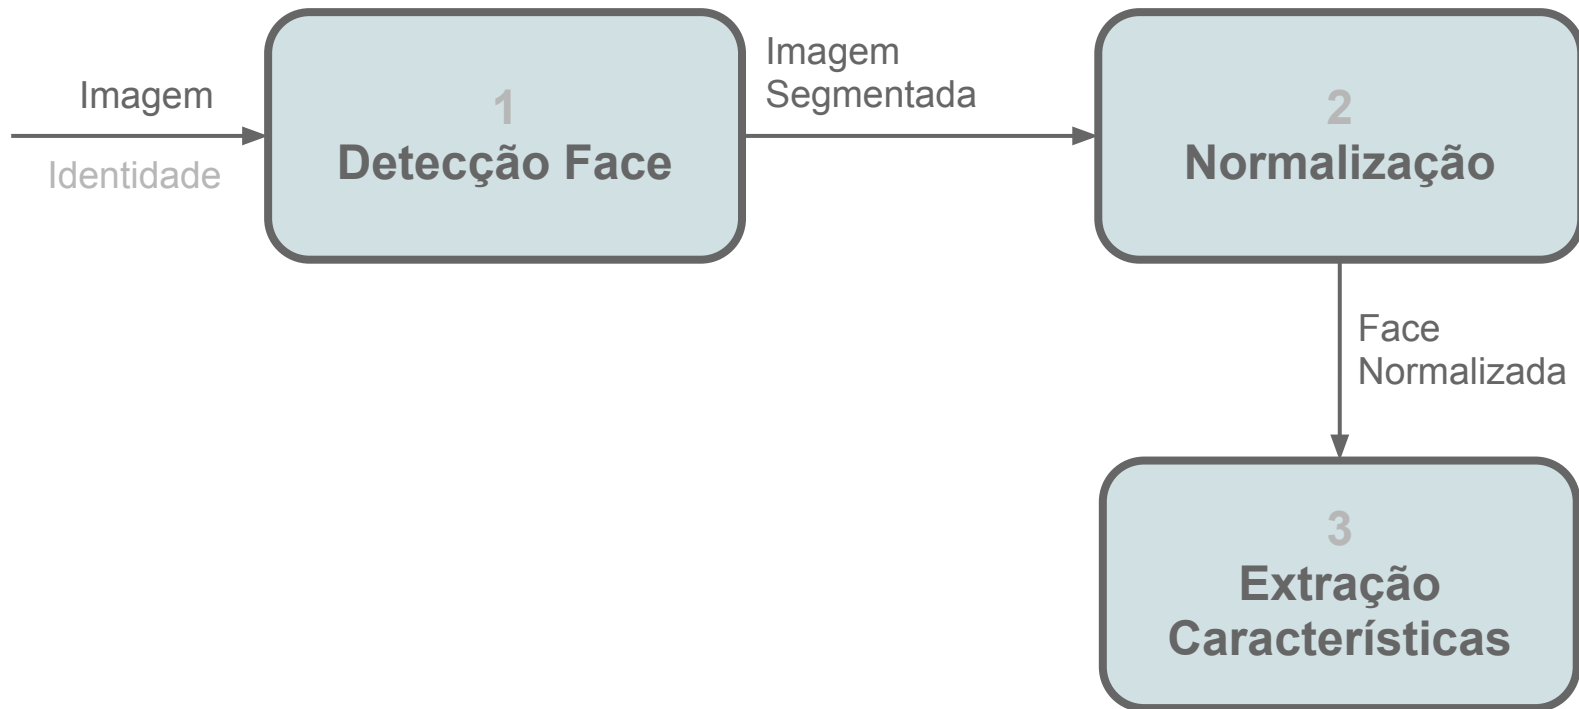 Imagem
Identidade
1
Detecção Face
Imagem
Segmentada
2
Normalização
Face
Normalizada
3
Extração
Características